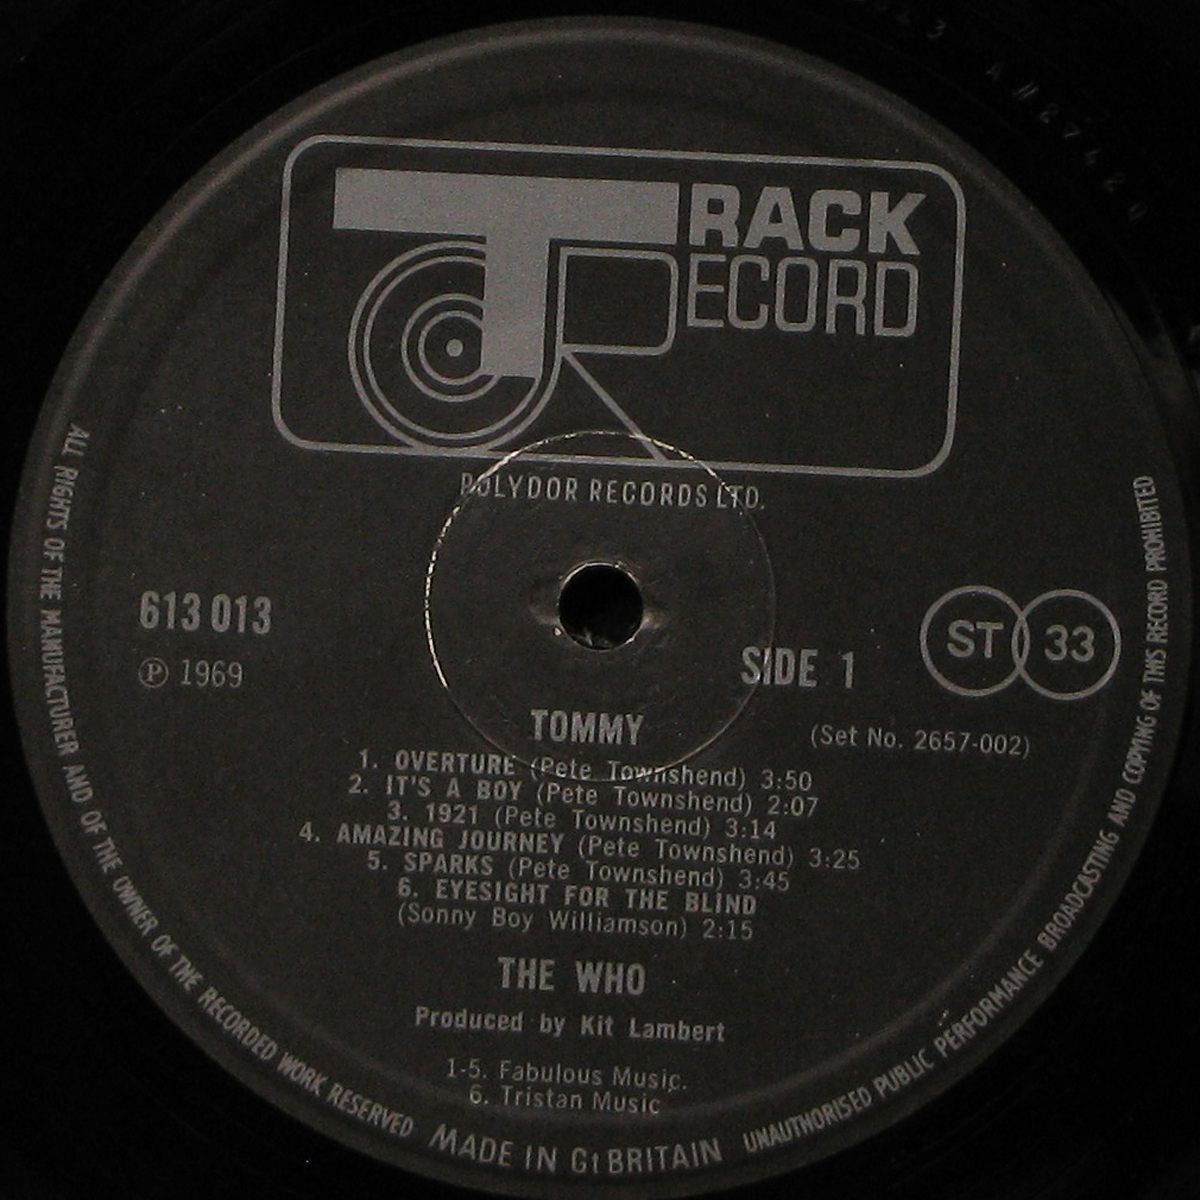 TRACK
RECORD
POLYDOR RECORDS LTD.
613 013
℗ 1969
SIDE 1
ST 33
TOMMY
(Set No. 2657-002)
1. OVERTURE (Pete Townshend) 3:50
2. IT'S A BOY (Pete Townshend) 2:07
3. 1921 (Pete Townshend) 3:14
4. AMAZING JOURNEY (Pete Townshend) 3:25
5. SPARKS (Pete Townshend) 3:45
6. EYESIGHT FOR THE BLIND
(Sonny Boy Williamson) 2:15
THE WHO
Produced by Kit Lambert
1-5. Fabulous Music.
6. Tristan Music
ALL RIGHTS OF THE MANUFACTURER AND OF THE OWNER OF THE RECORDED WORK RESERVED
MADE IN Gt BRITAIN
UNAUTHORISED PUBLIC PERFORMANCE BROADCASTING AND COPYING OF THIS RECORD PROHIBITED